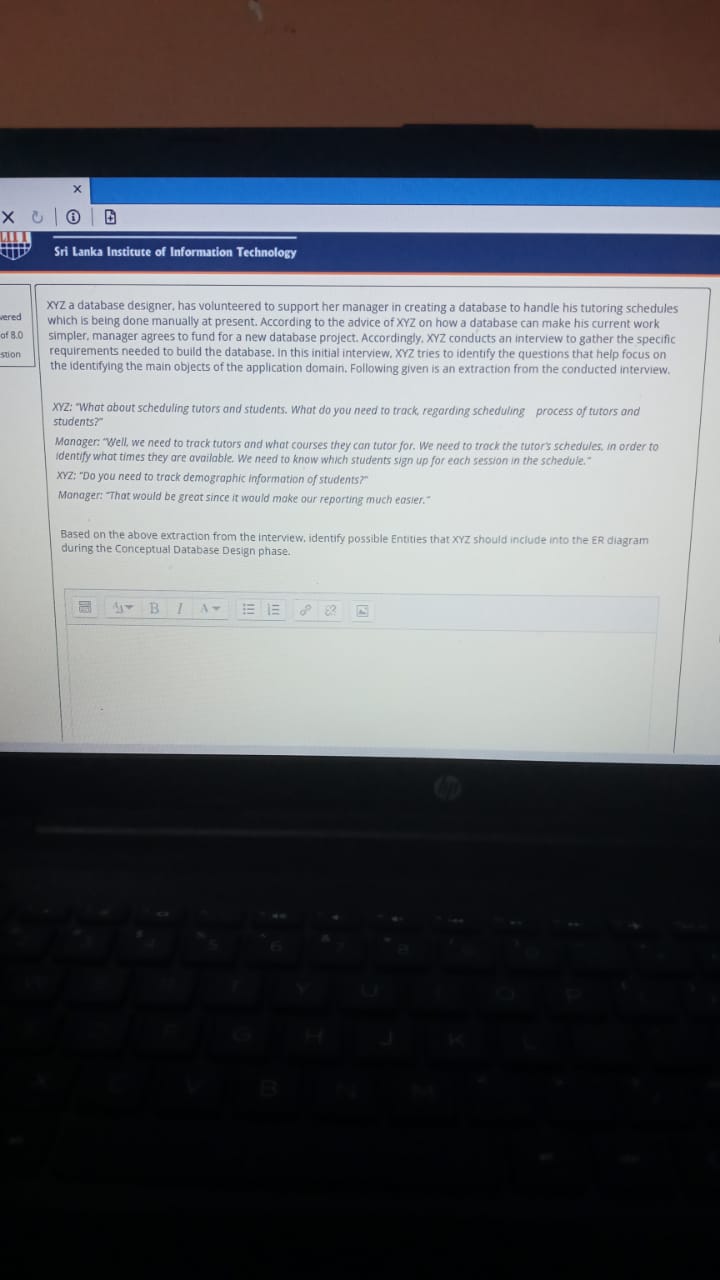 Sri Lanka Institute of Information Technology
XYZ a database designer, has volunteered to support her manager in creating a database to handle his tutoring schedules
vered
which is being done manually at present. According to the advice of XYZ on how a database can make his current work
of 8.0
simpler, manager agrees to fund for a new database project. Accordingly, XYZ conducts an interview to gather the specific
stion
requirements needed to build the database. In this initial interview, XYZ tries to identify the questions that help focus on
the identifying the main objects of the application domain. Following given is an extraction from the conducted interview.
XYZ: "What about scheduling tutors and students. What do you need to track, regarding scheduling process of tutors and
students?"
Manager: "Well, we need to track tutors and what courses they can tutor for. We need to track the tutor's schedules, in order to
identify what times they are available. We need to know which students sign up for each session in the schedule."
XYZ: "Do you need to track demographic information of students?"
Manager: "That would be great since it would make our reporting much easier."
Based on the above extraction from the interview, identify possible Entities that XYZ should include into the ER diagram
during the Conceptual Database Design phase.
B I A
hp
5 6 8
T Y U O P
G H J K L
V B N M